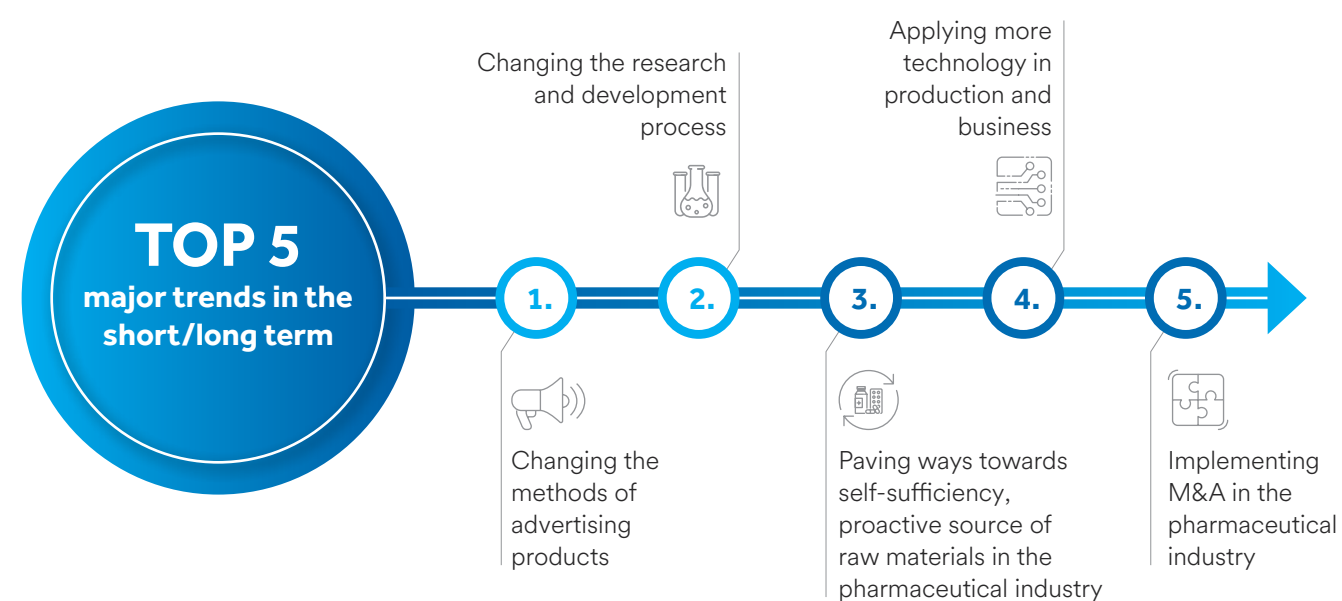 TOP 5
major trends in the
short/long term
1.
Changing the
methods of
advertising
products
2.
Changing the research
and development
process
3.
Paving ways towards
self-sufficiency,
proactive source of
raw materials in the
pharmaceutical industry
4.
Applying more
technology in
production and
business
5.
Implementing
M&A in the
pharmaceutical
industry